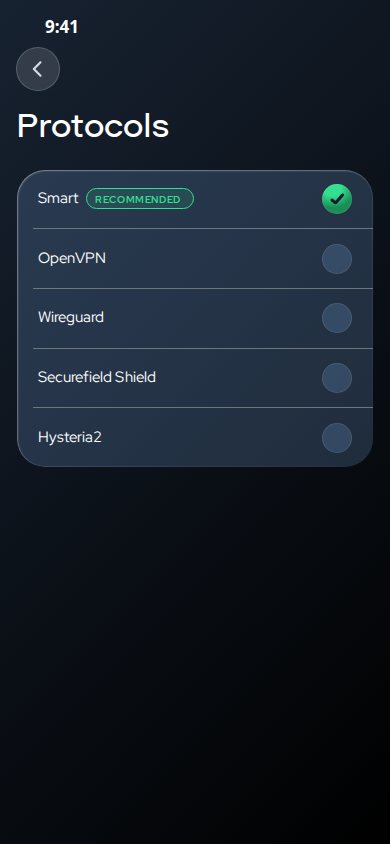 9:41
Protocols
Smart RECOMMENDED
OpenVPN
Wireguard
Securefield Shield
Hysteria2